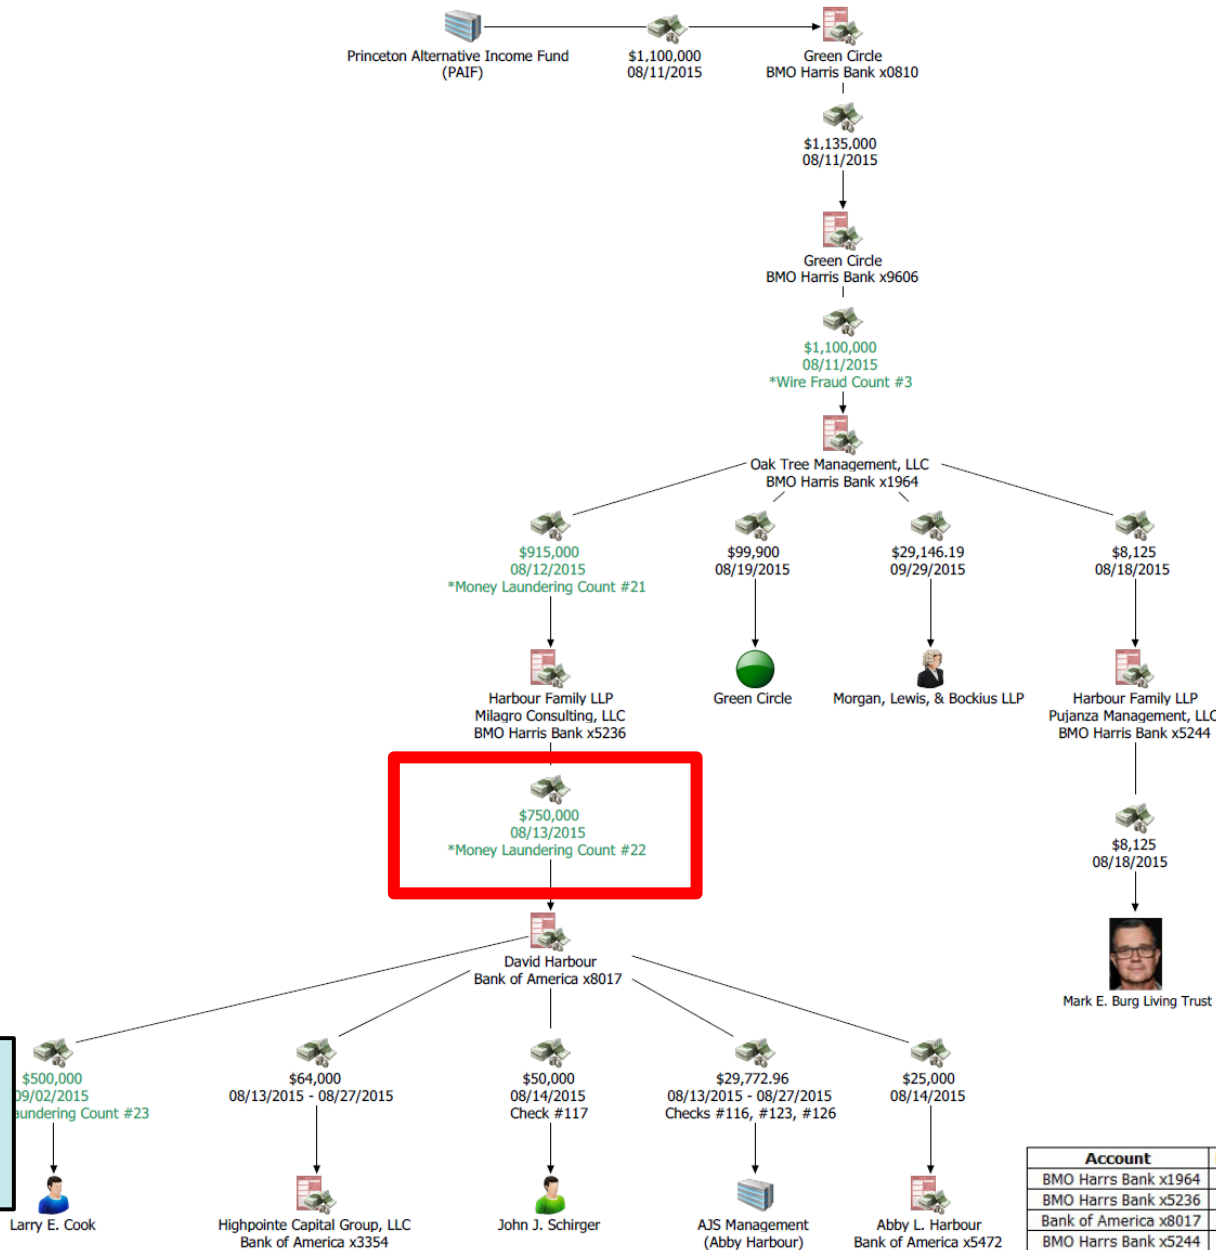 Princeton Alternative Income Fund
(PAIF)
$1,100,000
08/11/2015
Green Circle
BMO Harris Bank x0810
$1,135,000
08/11/2015
Green Circle
BMO Harris Bank x9606
$1,100,000
08/11/2015
*Wire Fraud Count #3
Oak Tree Management, LLC
BMO Harris Bank x1964
$915,000
08/12/2015
*Money Laundering Count #21
$99,900
08/19/2015
$29,146.19
09/29/2015
$8,125
08/18/2015
Harbour Family LLP
Milagro Consulting, LLC
BMO Harris Bank x5236
Green Circle
Morgan, Lewis, & Bockius LLP
Harbour Family LLP
Pujanza Management, LLC
BMO Harris Bank x5244
$750,000
08/13/2015
*Money Laundering Count #22
$8,125
08/18/2015
David Harbour
Bank of America x8017
Mark E. Burg Living Trust
$500,000
09/02/2015
aundering Count #23
$64,000
08/13/2015 - 08/27/2015
$50,000
08/14/2015
Check #117
$29,772.96
08/13/2015 - 08/27/2015
Checks #116, #123, #126
$25,000
08/14/2015
Larry E. Cook
Highpointe Capital Group, LLC
Bank of America x3354
John J. Schirger
AJS Management
(Abby Harbour)
Abby L. Harbour
Bank of America x5472
Account
BMO Harrs Bank x1964
BMO Harrs Bank x5236
Bank of America x8017
BMO Harrs Bank x5244